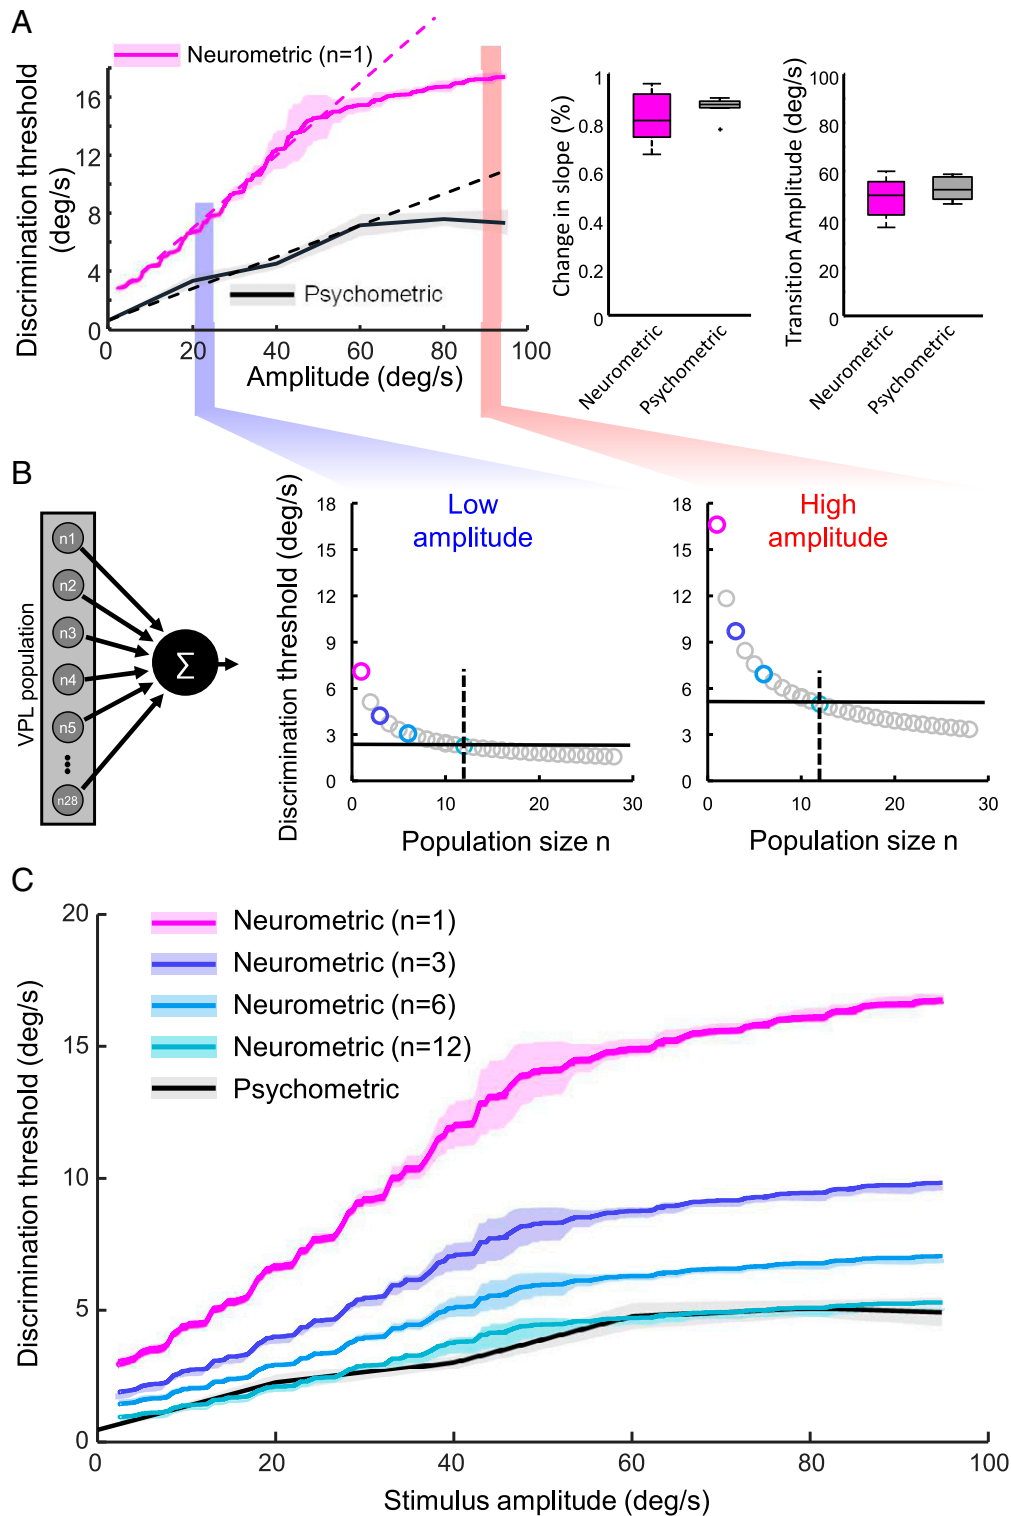 A
Neurometric (n=1)
Discrimination threshold
(deg/s)
16
12
8
4
0
Psychometric
0
20
40
60
80
100
Amplitude (deg/s)
Change in slope (%)
1
0.8
0.6
0.4
0.2
0
Neurometric
Psychometric
Transition Amplitude (deg/s)
100
80
60
40
20
0
Neurometric
Psychometric
B
VPL population
n1
n2
n3
n4
n5
n28
Σ
Discrimination threshold (deg/s)
Low
amplitude
18
15
12
9
6
3
0
0
10
20
30
Population size n
High
amplitude
18
15
12
9
6
3
0
0
10
20
30
Population size n
C
Discrimination threshold (deg/s)
20
15
10
5
0
Neurometric (n=1)
Neurometric (n=3)
Neurometric (n=6)
Neurometric (n=12)
Psychometric
0
20
40
60
80
100
Stimulus amplitude (deg/s)